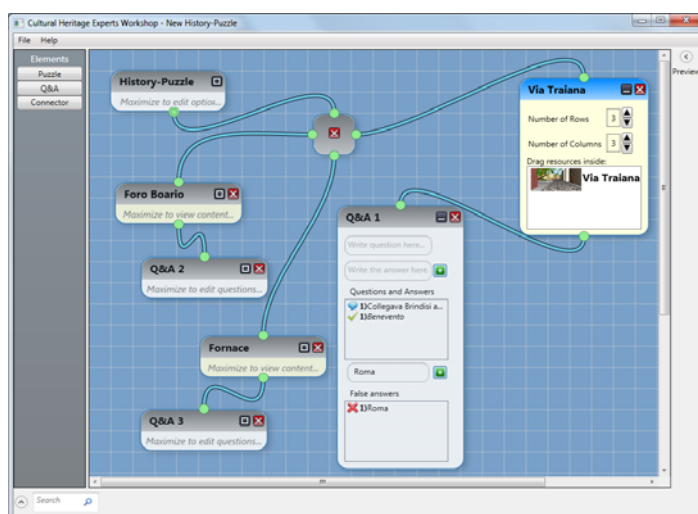 Cultural Heritage Experts Workshop - New History-Puzzle
File Help
Elements
Puzzle
Q&A
Connector
Preview
History-Puzzle
Maximize to edit option...
Via Traiana
Number of Rows 3
Number of Columns 3
Drag resources inside:
Via Traiana
Foro Boario
Maximize to view content...
Q&A 2
Maximize to edit questions...
Q&A 1
Write question here...
Write the answer here
Questions and Answers
1)Collegava Brindisi a...
1)Benevento
Roma
False answers
1)Roma
Fornace
Maximize to view content...
Q&A 3
Maximize to edit questions...
Search